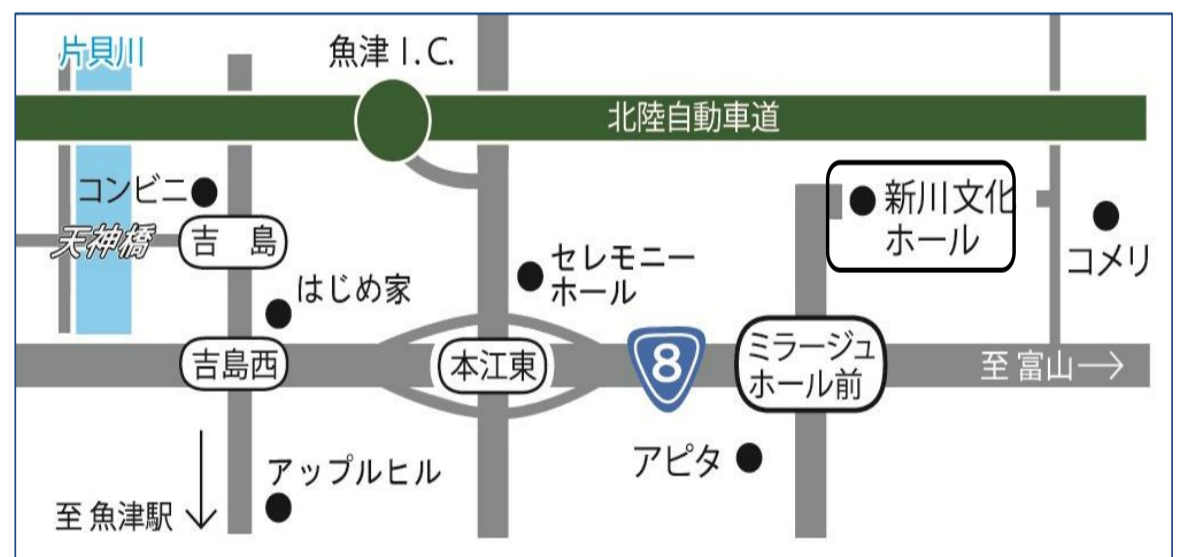 片貝川
魚津 I.C.
北陸自動車道
コンビニ
新川文化
ホール
天神橋
吉 島
コメリ
セレモニー
ホール
はじめ家
吉島西
本江東
8
ミラージュ
ホール前
至 富山→
アピタ
アップルヒル
至 魚津駅